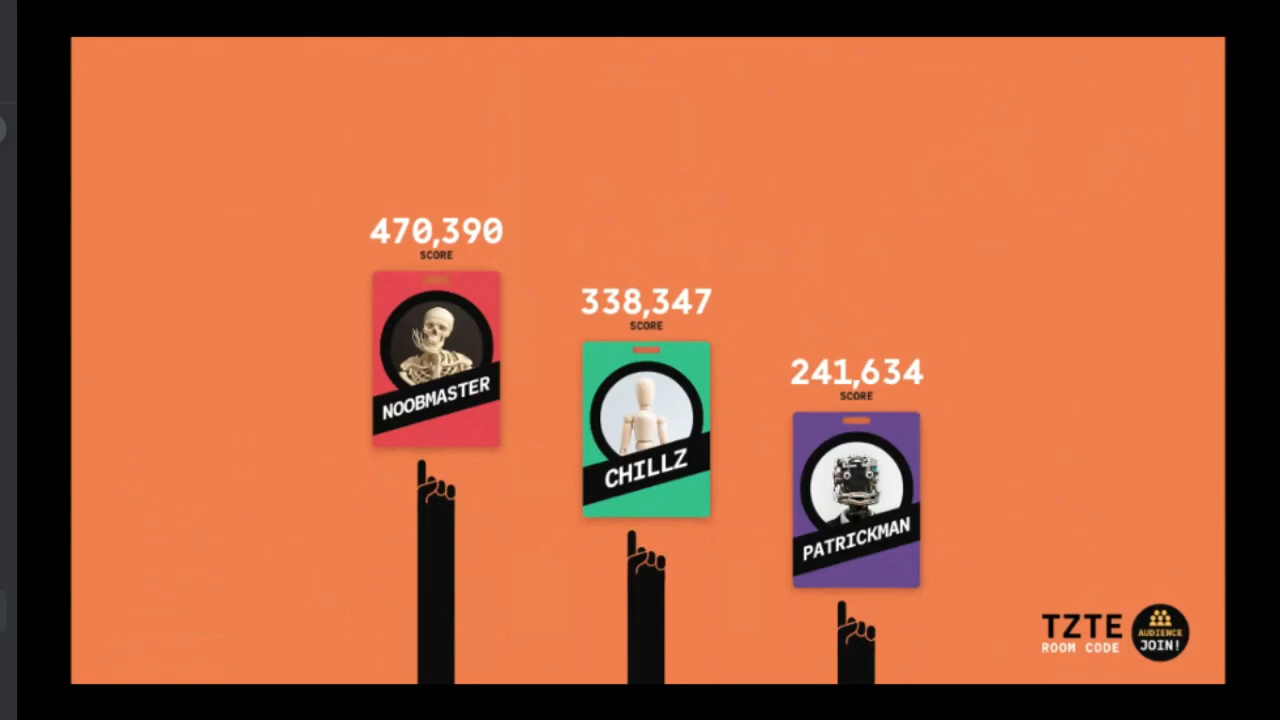 470,390
SCORE
NOOBMASTER
338,347
SCORE
CHILLZ
241,634
SCORE
PATRICKMAN
TZTE
ROOM CODE
AUDIENCE
JOIN!